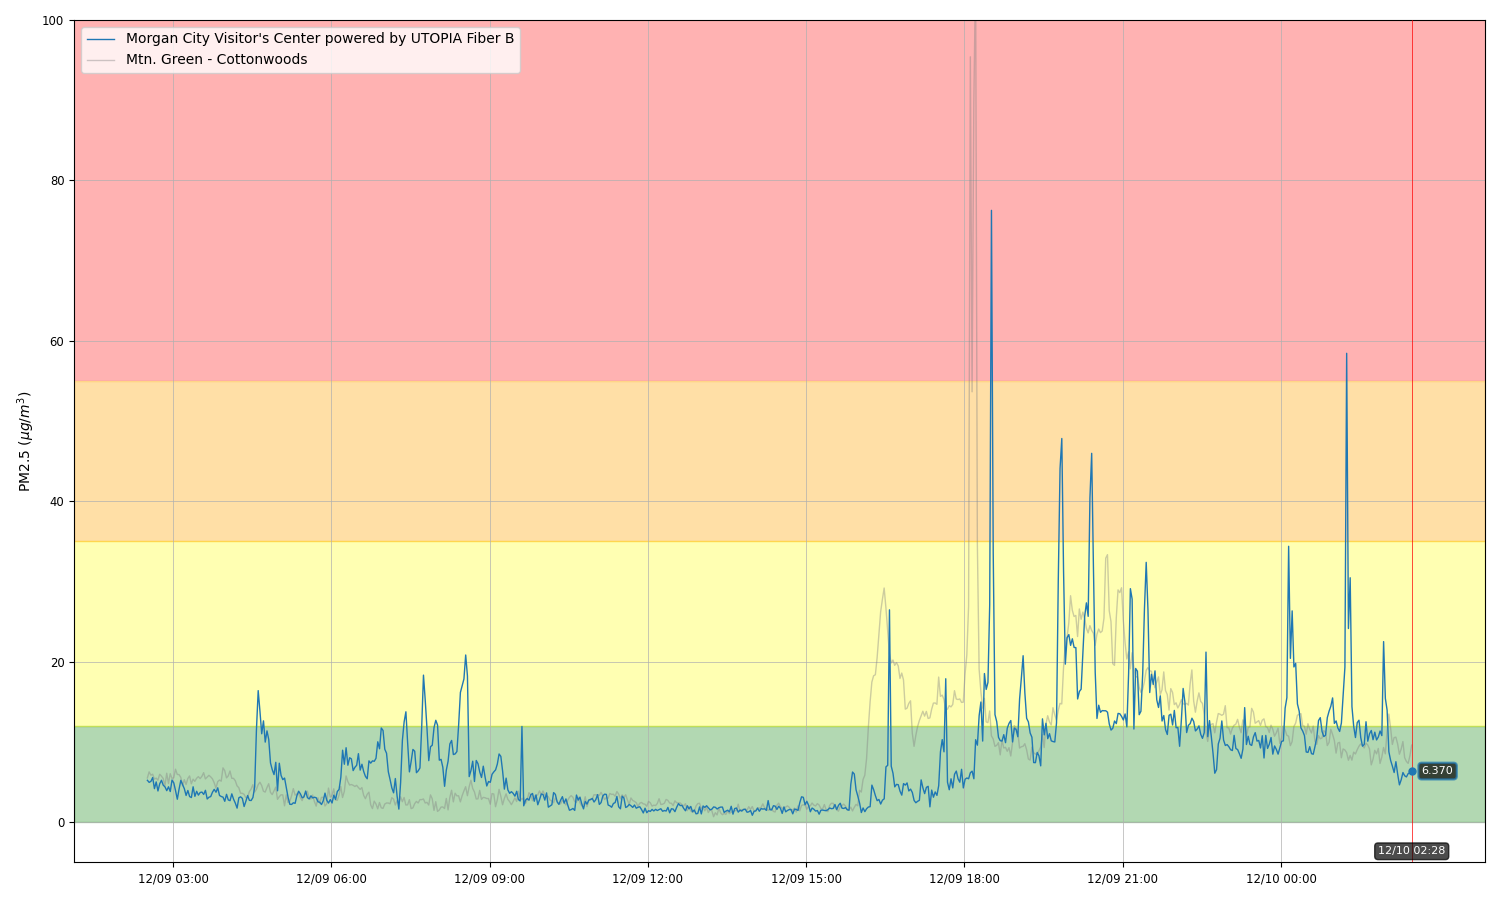 100
Morgan City Visitor's Center powered by UTOPIA Fiber B
Mtn. Green - Cottonwoods
80
60
PM2.5 (μg/m³)
40
20
6.370
0
12/10 02:28
12/09 03:00 12/09 06:00 12/09 09:00 12/09 12:00 12/09 15:00 12/09 18:00 12/09 21:00 12/10 00:00